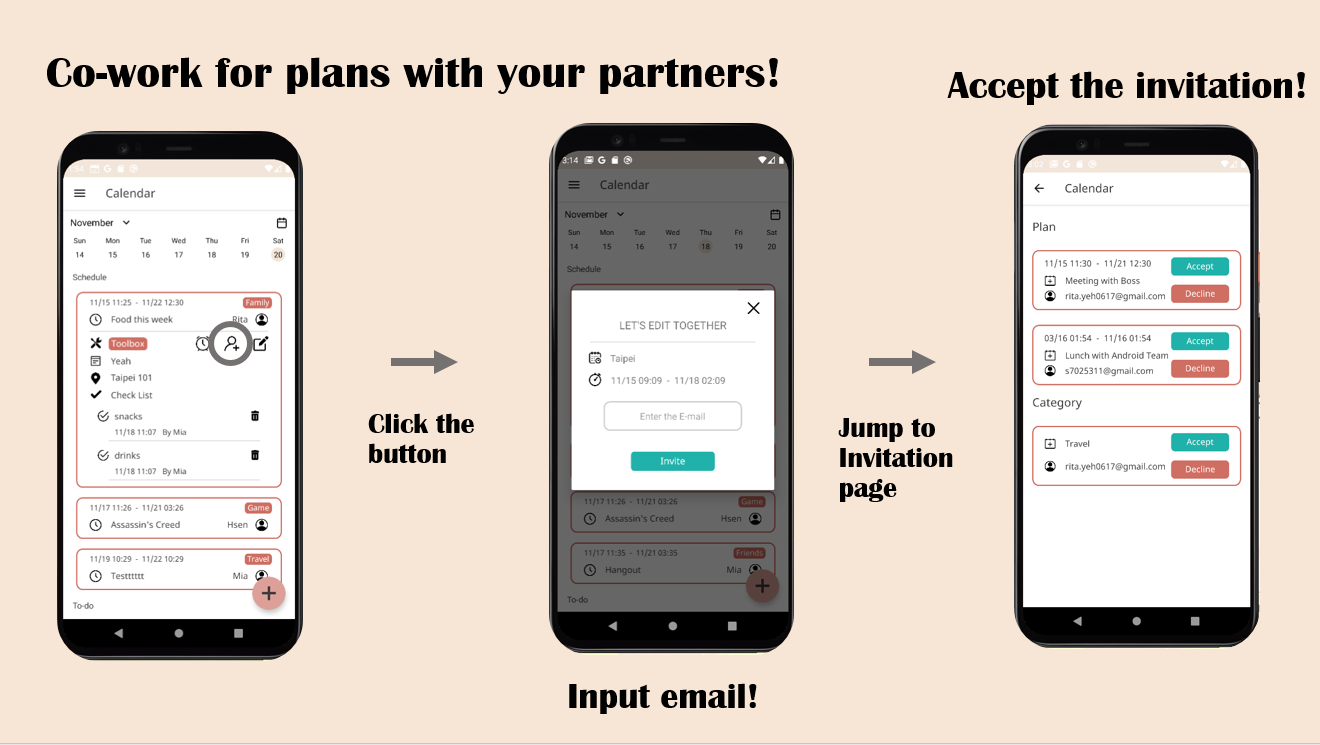 Co-work for plans with your partners!
Accept the invitation!
Calendar
November
Sun Mon Tue Wed Thu Fri Sat
14 15 16 17 18 19 20
Schedule
11/15 11:25 - 11/22 12:30 Family
Food this week Rita
Toolbox
Yeah
Taipei 101
Check List
snacks
11/18 11:07 By Mia
drinks
11/18 11:07 By Mia
11/17 11:26 - 11/21 03:26 Game
Assassin's Creed Hsen
11/19 10:29 - 11/22 10:29 Travel
Testttttt Mia
To-do
Click the
button
3:14
Calendar
November
Sun Mon Tue Wed Thu Fri Sat
14 15 16 17 18 19 20
Schedule
LET'S EDIT TOGETHER
Taipei
11/15 09:09 - 11/18 02:09
Enter the E-mail
Invite
11/17 11:26 - 11/21 03:26 Game
Assassin's Creed Hsen
11/17 11:35 - 11/21 03:35 Friends
Hangout Mia
To-do
Input email!
Jump to
Invitation
page
Calendar
Plan
11/15 11:30 - 11/21 12:30 Accept
Meeting with Boss
rita.yeh0617@gmail.com Decline
03/16 01:54 - 11/16 01:54 Accept
Lunch with Android Team
s7025311@gmail.com Decline
Category
Travel Accept
rita.yeh0617@gmail.com Decline